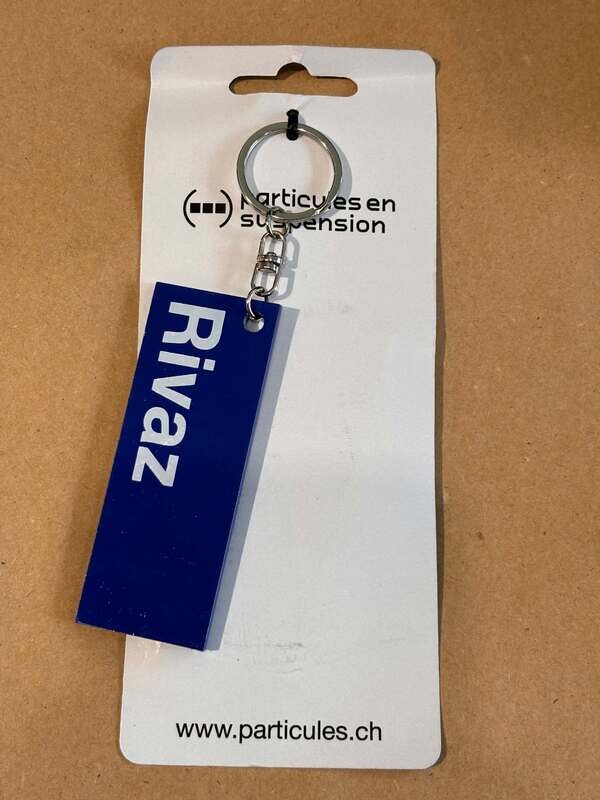 particules en
suspension
Rivaz
www.particules.ch